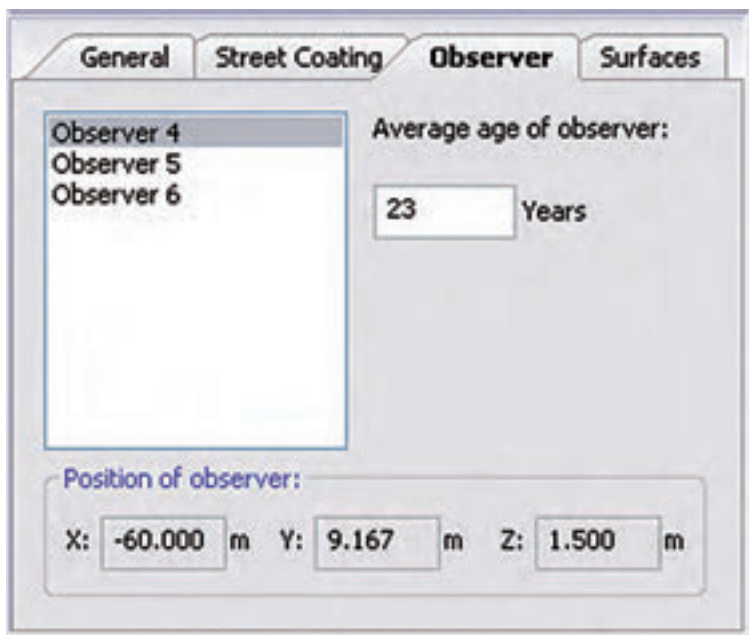 General Street Coating Observer Surfaces
Observer 4
Observer 5
Observer 6
Average age of observer:
23 Years
Position of observer:
X: -60.000 m Y: 9.167 m Z: 1.500 m